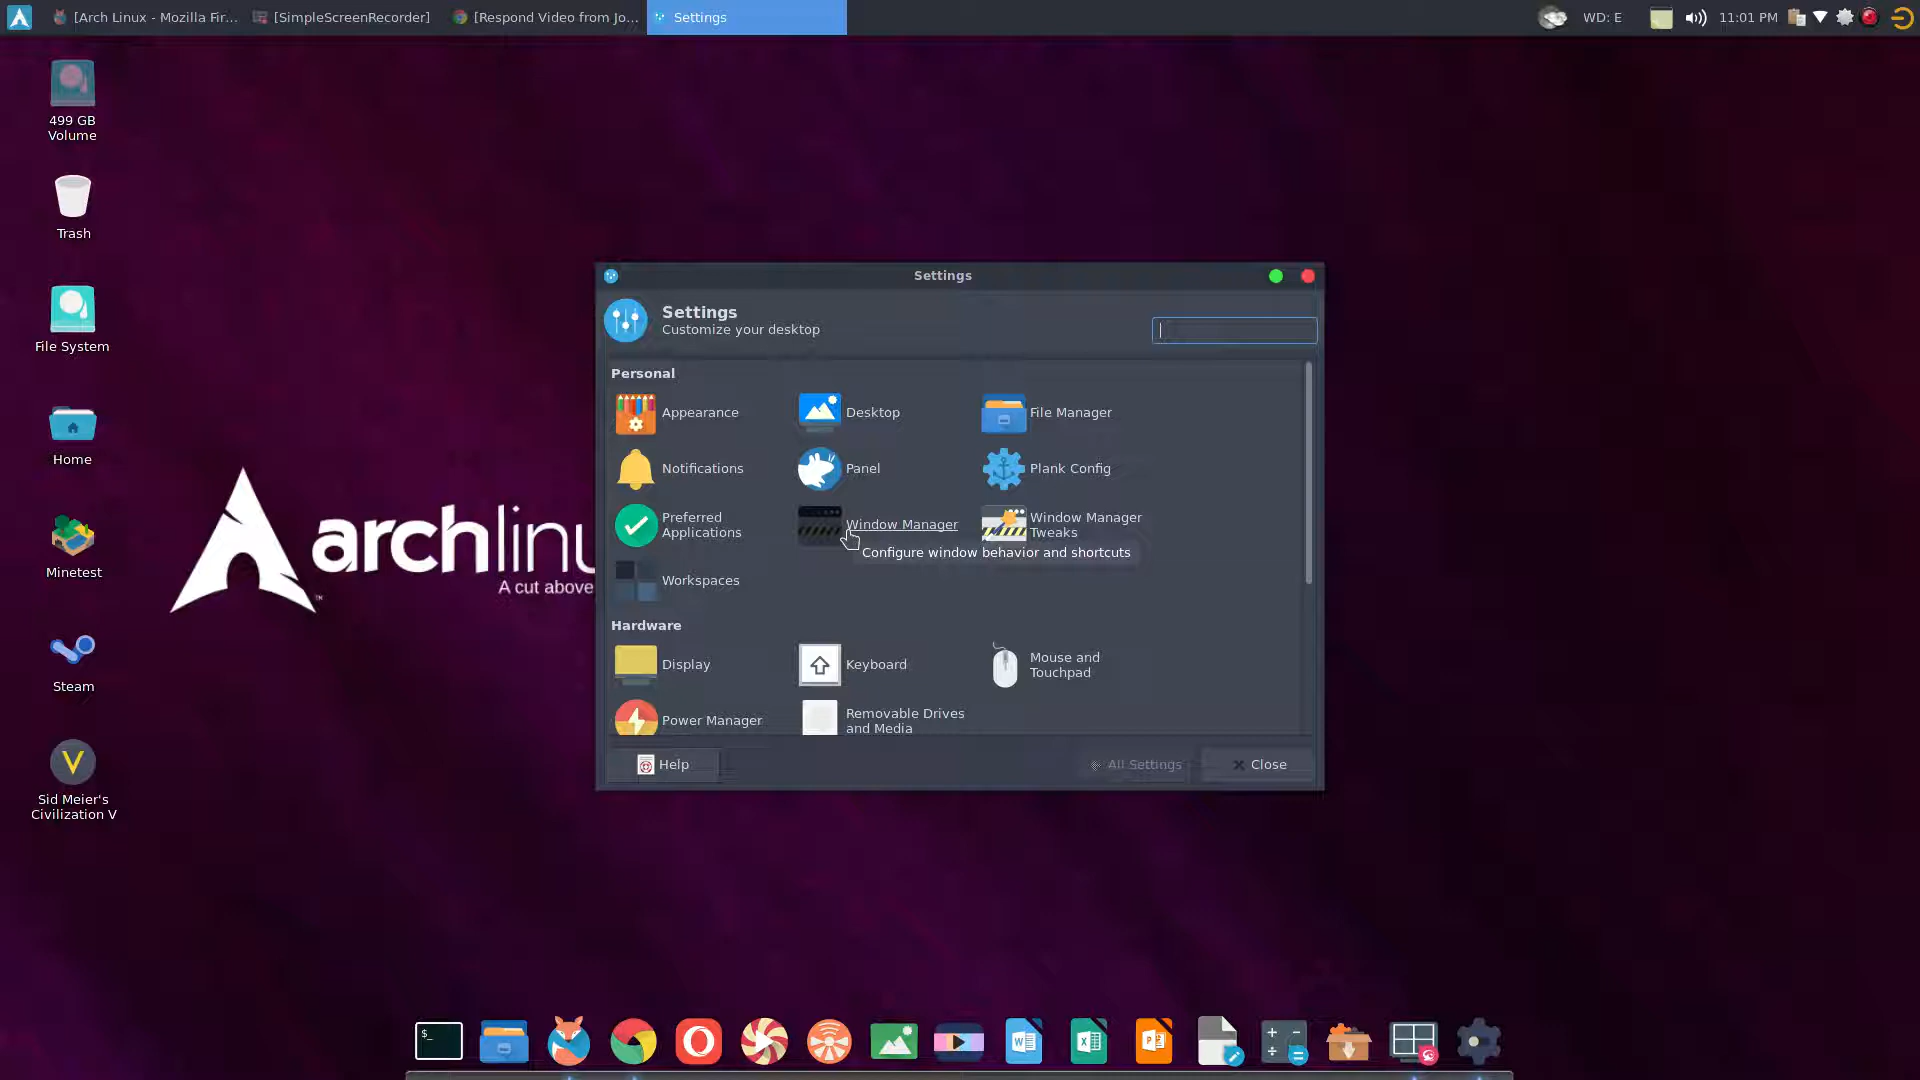 [Arch Linux - Mozilla Fir... [SimpleScreenRecorder] [Respond Video from Jo... Settings WD: E 11:01 PM
499 GB
Volume
Trash
File System
Home
Minetest
Steam
V
Sid Meier's
Civilization V
archlinu
A cut above
™
Settings
Settings
Customize your desktop
Personal
Appearance
Desktop
File Manager
Notifications
Panel
Plank Config
Preferred
Applications
Window Manager
Window Manager
Tweaks
Configure window behavior and shortcuts
Workspaces
Hardware
Display
Keyboard
Mouse and
Touchpad
Power Manager
Removable Drives
and Media
Help
All Settings
Close
$_
W
X
P